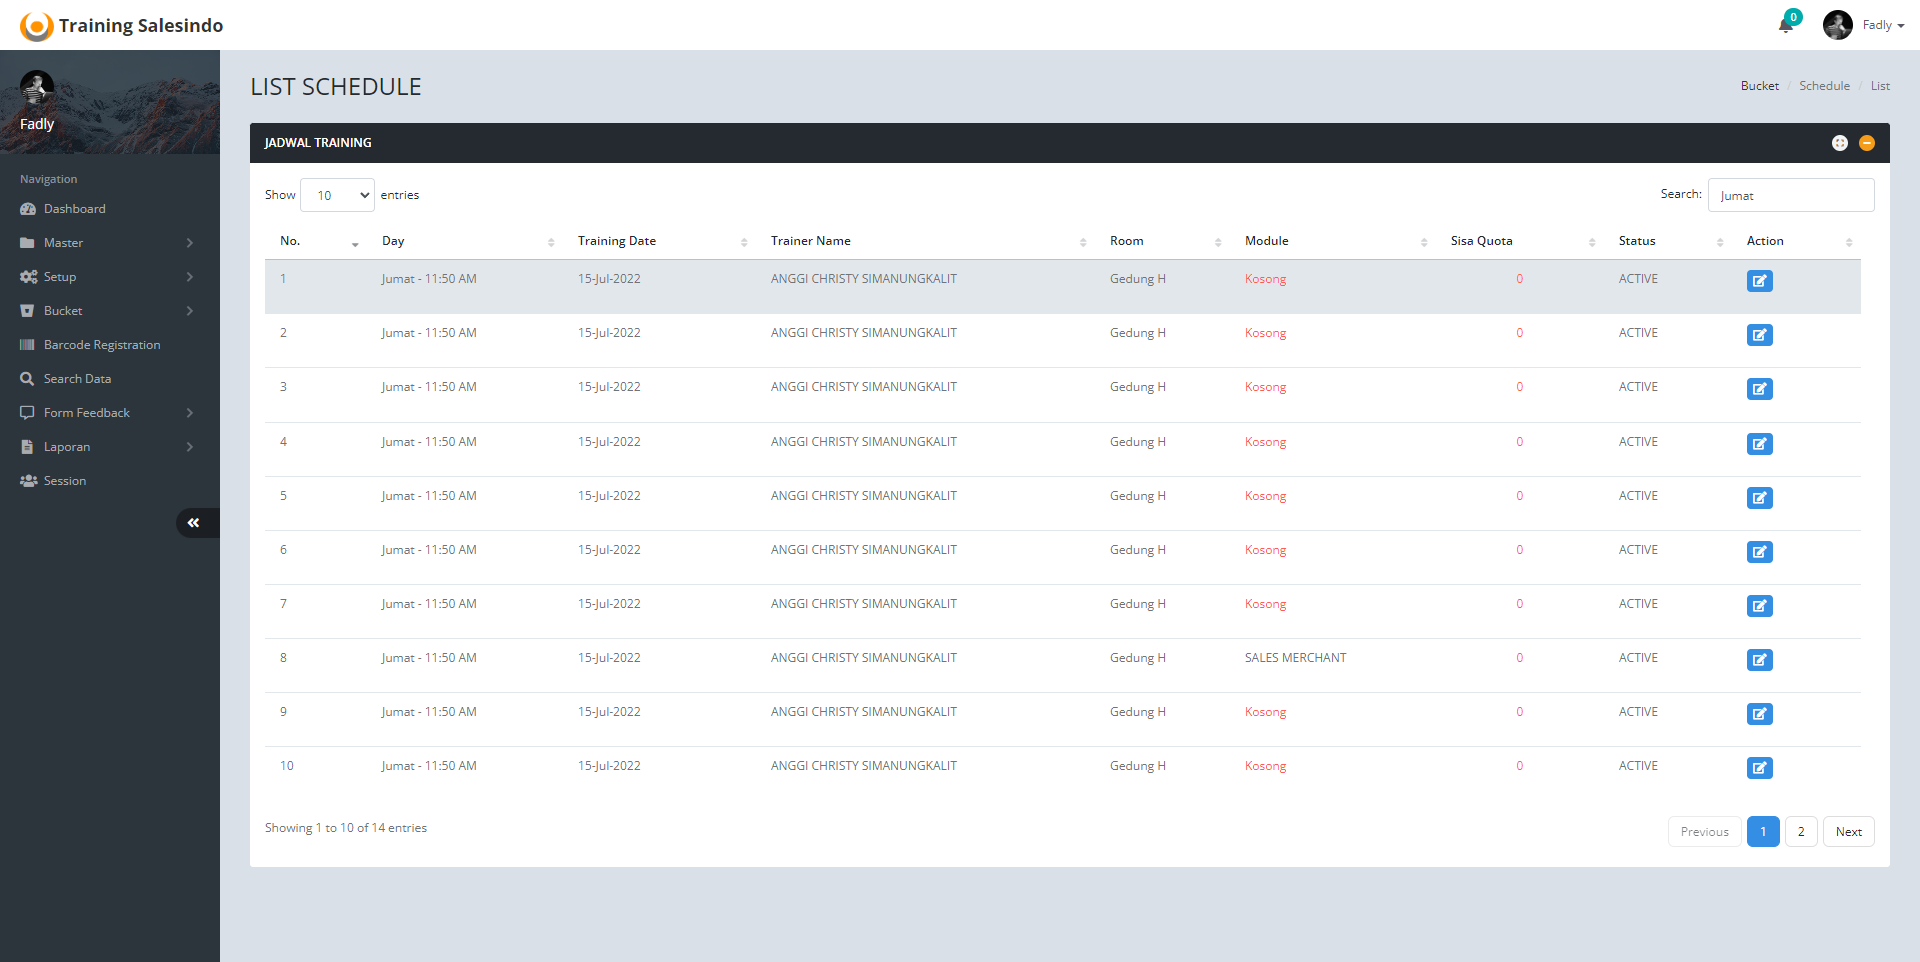 Training Salesindo
0
Fadly
Fadly
Navigation
Dashboard
Master
Setup
Bucket
Barcode Registration
Search Data
Form Feedback
Laporan
Session
LIST SCHEDULE
Bucket / Schedule / List
JADWAL TRAINING
Show 10 entries
Search: Jumat
No. Day Training Date Trainer Name Room Module Sisa Quota Status Action
1 Jumat - 11:50 AM 15-Jul-2022 ANGGI CHRISTY SIMANUNGKALIT Gedung H Kosong 0 ACTIVE
2 Jumat - 11:50 AM 15-Jul-2022 ANGGI CHRISTY SIMANUNGKALIT Gedung H Kosong 0 ACTIVE
3 Jumat - 11:50 AM 15-Jul-2022 ANGGI CHRISTY SIMANUNGKALIT Gedung H Kosong 0 ACTIVE
4 Jumat - 11:50 AM 15-Jul-2022 ANGGI CHRISTY SIMANUNGKALIT Gedung H Kosong 0 ACTIVE
5 Jumat - 11:50 AM 15-Jul-2022 ANGGI CHRISTY SIMANUNGKALIT Gedung H Kosong 0 ACTIVE
6 Jumat - 11:50 AM 15-Jul-2022 ANGGI CHRISTY SIMANUNGKALIT Gedung H Kosong 0 ACTIVE
7 Jumat - 11:50 AM 15-Jul-2022 ANGGI CHRISTY SIMANUNGKALIT Gedung H Kosong 0 ACTIVE
8 Jumat - 11:50 AM 15-Jul-2022 ANGGI CHRISTY SIMANUNGKALIT Gedung H SALES MERCHANT 0 ACTIVE
9 Jumat - 11:50 AM 15-Jul-2022 ANGGI CHRISTY SIMANUNGKALIT Gedung H Kosong 0 ACTIVE
10 Jumat - 11:50 AM 15-Jul-2022 ANGGI CHRISTY SIMANUNGKALIT Gedung H Kosong 0 ACTIVE
Showing 1 to 10 of 14 entries
Previous 1 2 Next